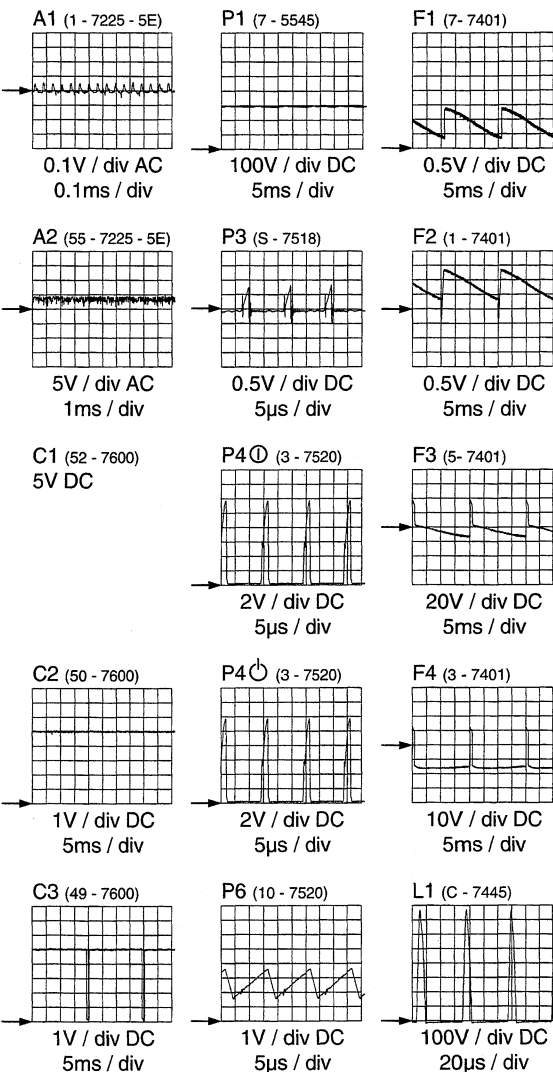 A1 (1 - 7225 - 5E)
P1 (7 - 5545)
F1 (7- 7401)
0.1V / div AC
0.1ms / div
100V / div DC
5ms / div
0.5V / div DC
5ms / div
A2 (55 - 7225 - 5E)
P3 (S - 7518)
F2 (1 - 7401)
5V / div AC
1ms / div
0.5V / div DC
5µs / div
0.5V / div DC
5ms / div
C1 (52 - 7600)
5V DC
P4 (3 - 7520)
F3 (5- 7401)
2V / div DC
5µs / div
20V / div DC
5ms / div
C2 (50 - 7600)
P4 (3 - 7520)
F4 (3 - 7401)
1V / div DC
5ms / div
2V / div DC
5µs / div
10V / div DC
5ms / div
C3 (49 - 7600)
P6 (10 - 7520)
L1 (C - 7445)
1V / div DC
5ms / div
1V / div DC
5µs / div
100V / div DC
20µs / div